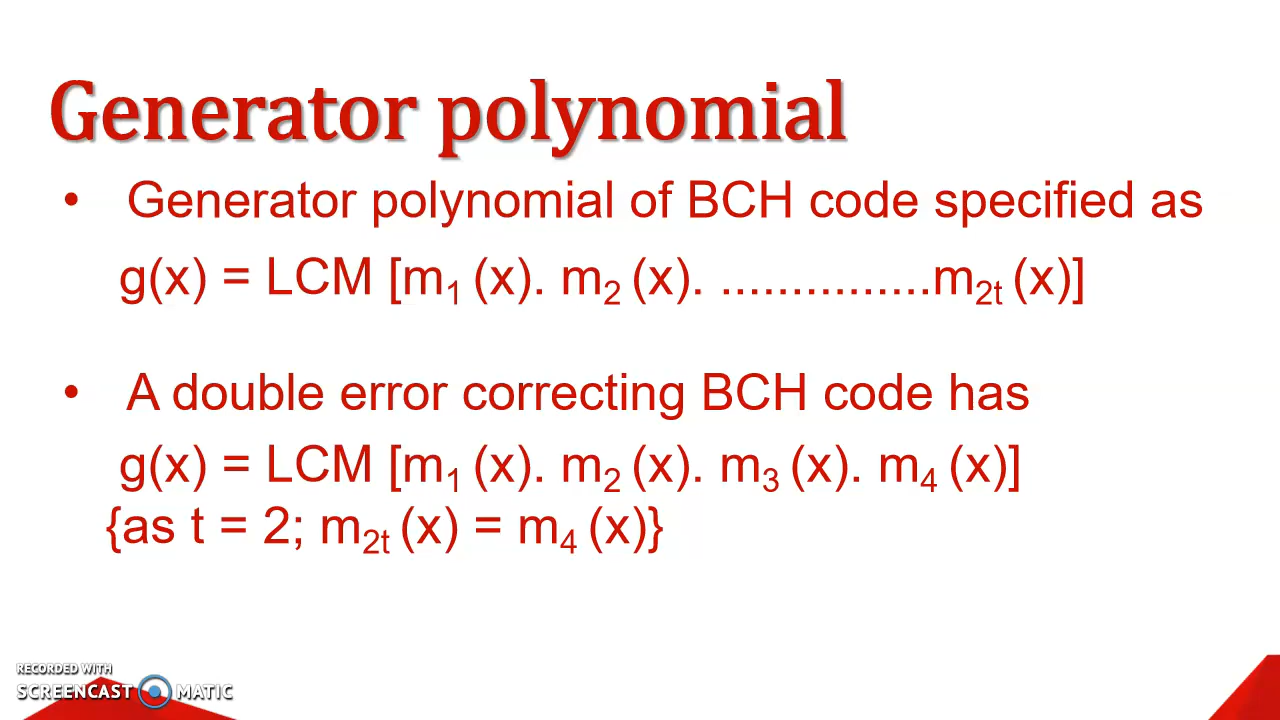 Generator polynomial
• Generator polynomial of BCH code specified as
g(x) = LCM [m₁ (x). m₂ (x). ...............m₂ₜ (x)]
• A double error correcting BCH code has
g(x) = LCM [m₁ (x). m₂ (x). m₃ (x). m₄ (x)]
{as t = 2; m₂ₜ (x) = m₄ (x)}
RECORDED WITH
SCREENCAST MATIC